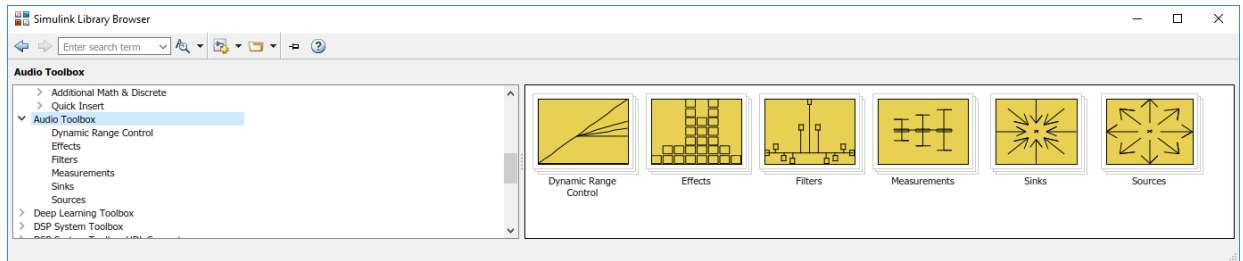 Simulink Library Browser
Enter search term
Audio Toolbox
Additional Math & Discrete
Quick Insert
Audio Toolbox
Dynamic Range Control
Effects
Filters
Measurements
Sinks
Sources
Deep Learning Toolbox
DSP System Toolbox
Dynamic Range
Control
Effects
Filters
Measurements
Sinks
Sources